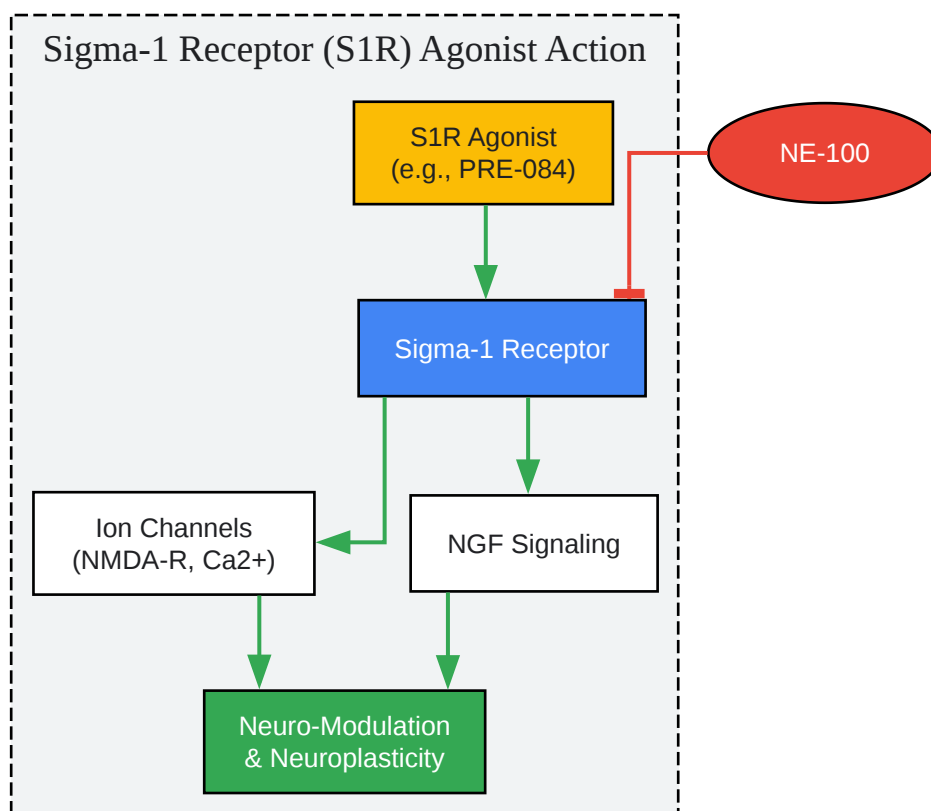 Sigma-1 Receptor (S1R) Agonist Action
S1R Agonist
(e.g., PRE-084)
NE-100
Sigma-1 Receptor
Ion Channels
(NMDA-R, Ca2+)
NGF Signaling
Neuro-Modulation
& Neuroplasticity